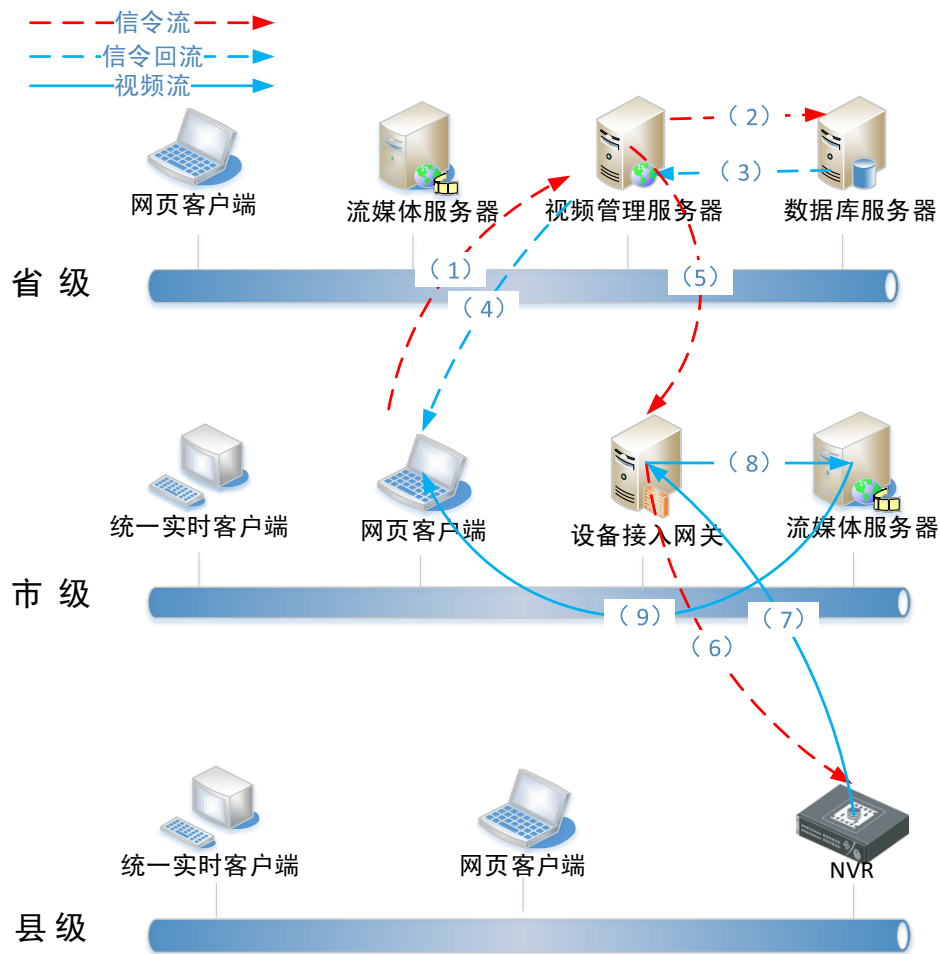 信令流
信令回流
视频流
（2）
（3）
网页客户端
流媒体服务器
视频管理服务器
数据库服务器
省 级
（1）
（4）
（5）
（8）
统一实时客户端
网页客户端
设备接入网关
流媒体服务器
市 级
（9）
（7）
（6）
统一实时客户端
网页客户端
NVR
县 级